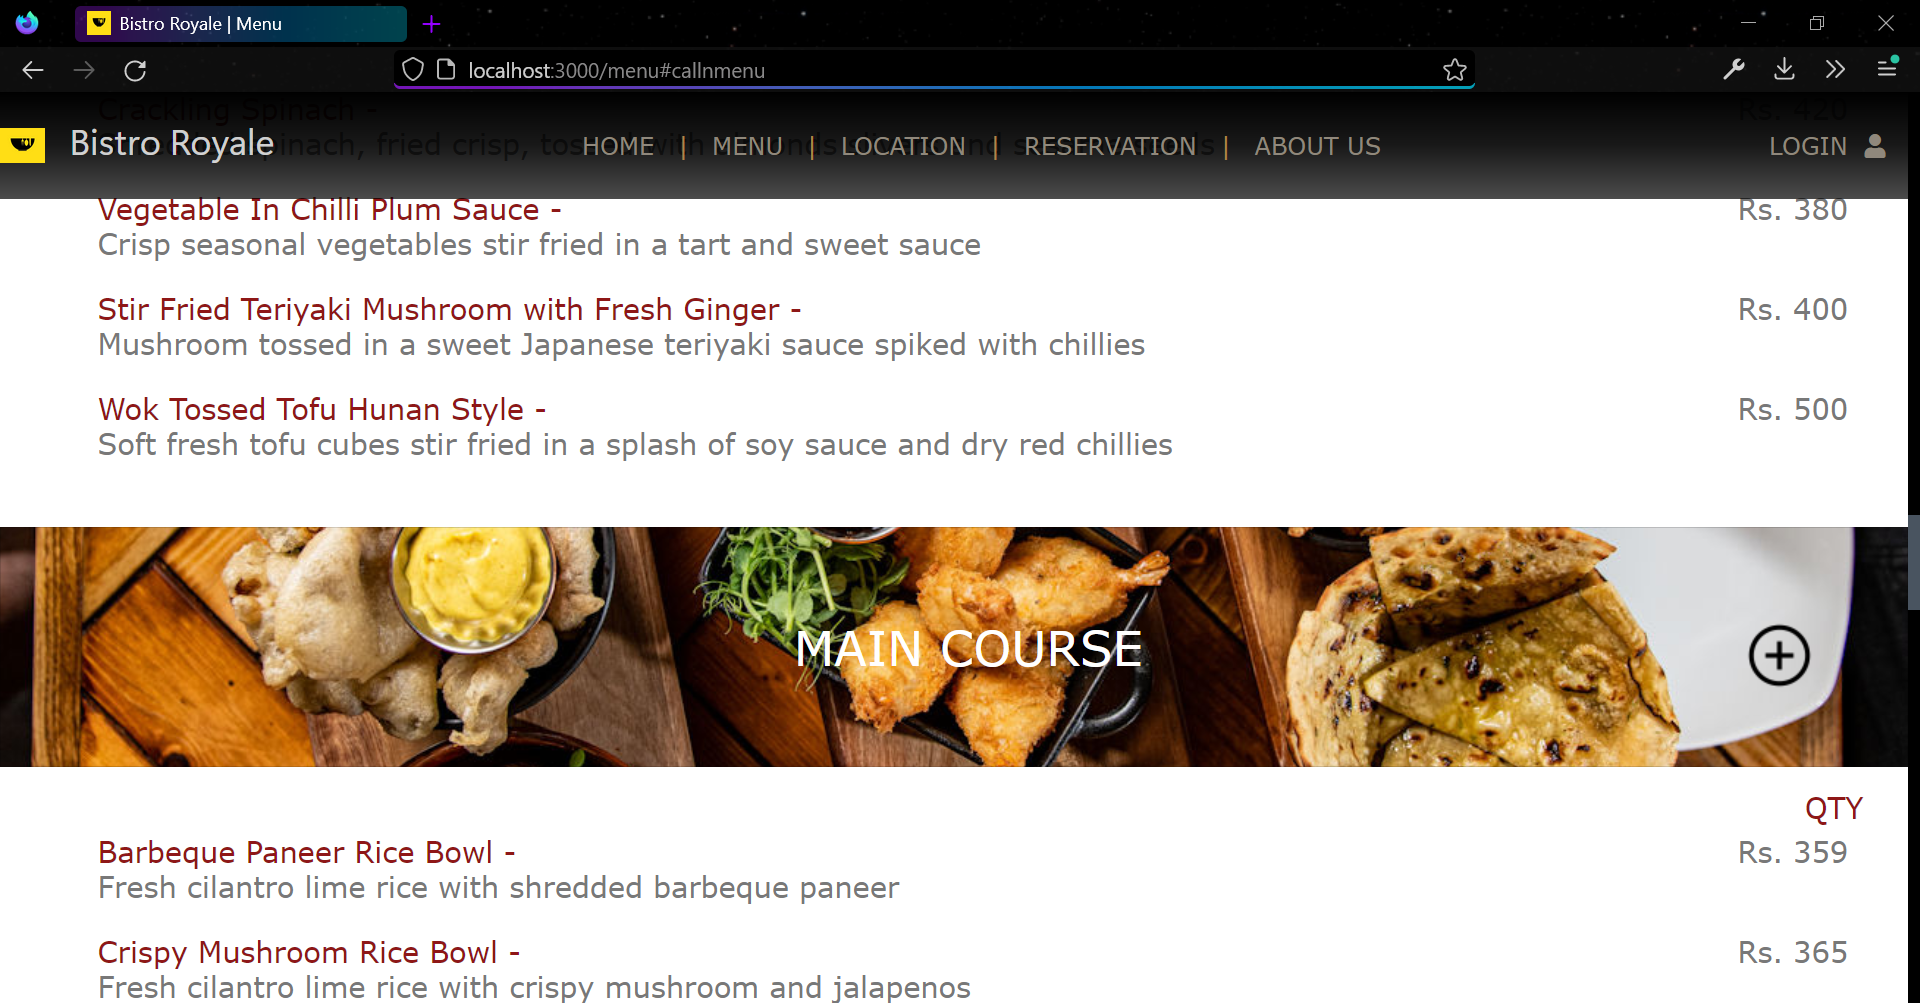 Bistro Royale | Menu
localhost:3000/menu#callnmenu
Crackling Spinach - Rs. 420
Bistro Royale HOME | MENU | LOCATION | RESERVATION | ABOUT US LOGIN
spinach, fried crisp, tossed with
Vegetable In Chilli Plum Sauce - Rs. 380
Crisp seasonal vegetables stir fried in a tart and sweet sauce
Stir Fried Teriyaki Mushroom with Fresh Ginger - Rs. 400
Mushroom tossed in a sweet Japanese teriyaki sauce spiked with chillies
Wok Tossed Tofu Hunan Style - Rs. 500
Soft fresh tofu cubes stir fried in a splash of soy sauce and dry red chillies
MAIN COURSE
QTY
Barbeque Paneer Rice Bowl - Rs. 359
Fresh cilantro lime rice with shredded barbeque paneer
Crispy Mushroom Rice Bowl - Rs. 365
Fresh cilantro lime rice with crispy mushroom and jalapenos